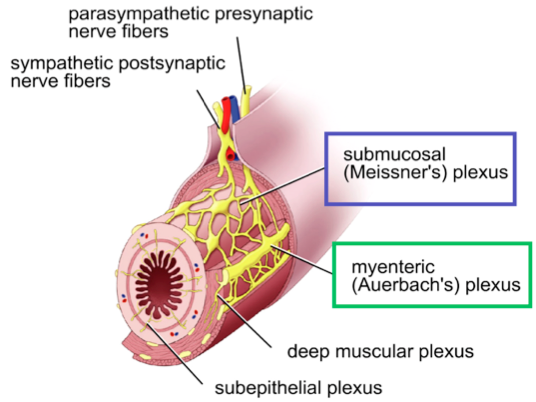 parasympathetic presynaptic
nerve fibers
sympathetic postsynaptic
nerve fibers
submucosal
(Meissner's) plexus
myenteric
(Auerbach's) plexus
deep muscular plexus
subepithelial plexus